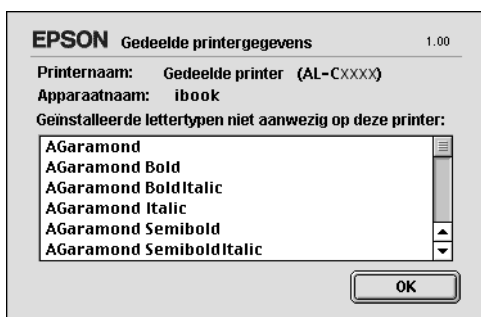 EPSON Gedeelde printergegevens 1.00
Printernaam: Gedeelde printer (AL-CXXXX)
Apparaatnaam: ibook
Geïnstalleerde lettertypen niet aanwezig op deze printer:
AGaramond
AGaramond Bold
AGaramond BoldItalic
AGaramond Italic
AGaramond Semibold
AGaramond SemiboldItalic
OK